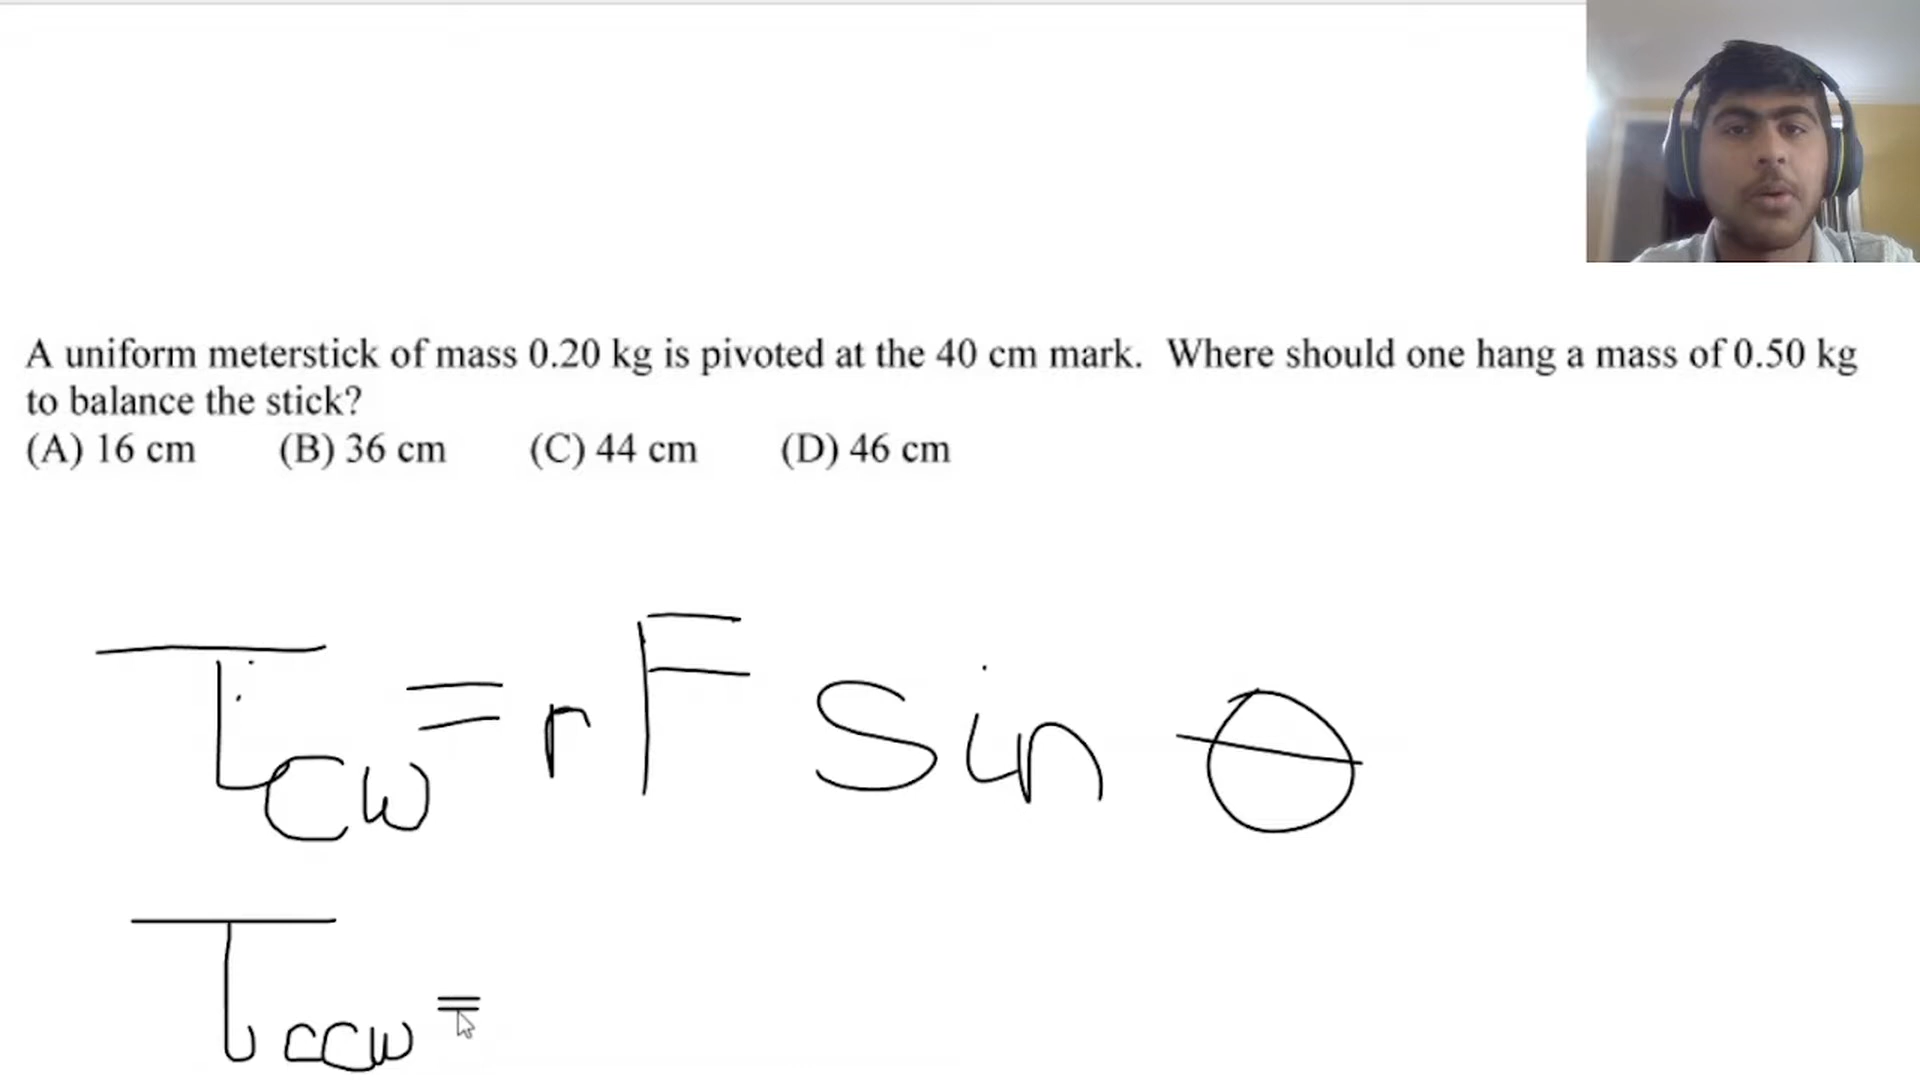 A uniform meterstick of mass 0.20 kg is pivoted at the 40 cm mark. Where should one hang a mass of 0.50 kg
to balance the stick?
(A) 16 cm (B) 36 cm (C) 44 cm (D) 46 cm
τcw = r F sin θ
τccw =